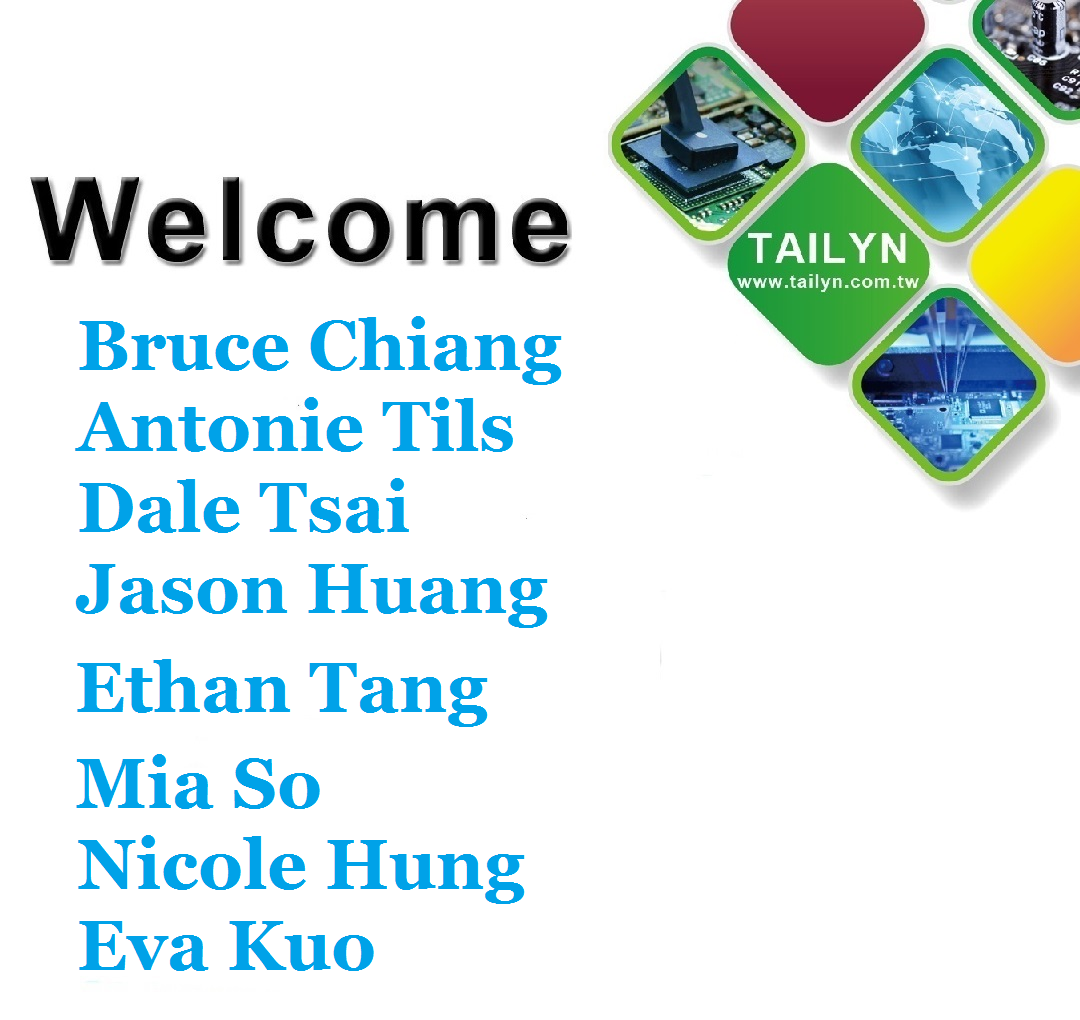 Welcome
TAILYN
www.tailyn.com.tw
Bruce Chiang
Antonie Tils
Dale Tsai
Jason Huang
Ethan Tang
Mia So
Nicole Hung
Eva Kuo